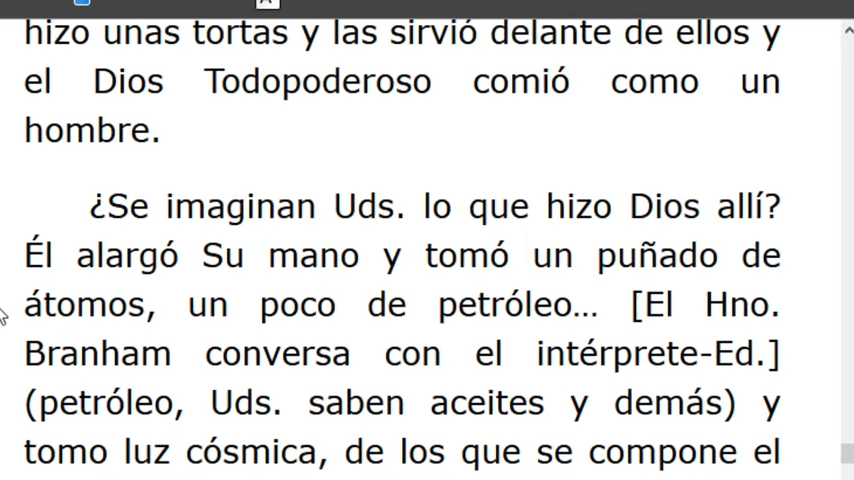 hizo unas tortas y las sirvió delante de ellos y
el Dios Todopoderoso comió como un
hombre.
¿Se imaginan Uds. lo que hizo Dios allí?
Él alargó Su mano y tomó un puñado de
átomos, un poco de petróleo... [El Hno.
Branham conversa con el intérprete-Ed.]
(petróleo, Uds. saben aceites y demás) y
tomo luz cósmica, de los que se compone el